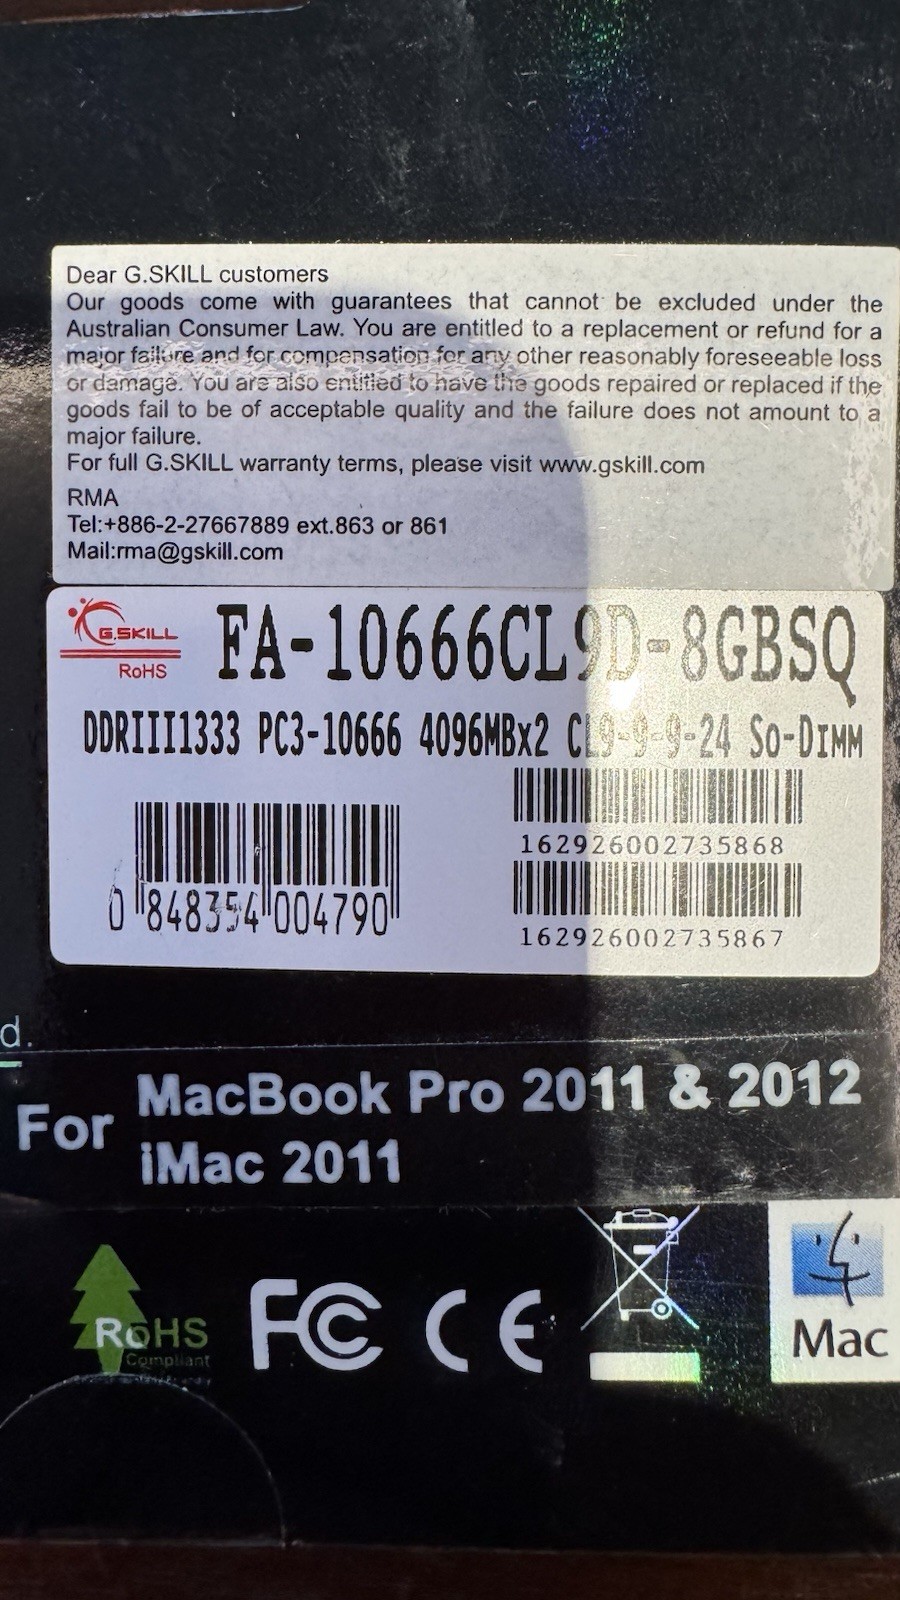 Dear G.SKILL customers
Our goods come with guarantees that cannot be excluded under the
Australian Consumer Law. You are entitled to a replacement or refund for a
major failure and for compensation for any other reasonably foreseeable loss
or damage. You are also entitled to have the goods repaired or replaced if the
goods fail to be of acceptable quality and the failure does not amount to a
major failure.
For full G.SKILL warranty terms, please visit www.gskill.com
RMA
Tel:+886-2-27667889 ext.863 or 861
Mail:rma@gskill.com
G.SKILL
RoHS
FA-10666CL9D-8GBSQ
DDRIII1333 PC3-10666 4096MBx2 CL9-9-9-24 So-DIMM
162926002735868
0 848354 004790
162926002735867
d.
For MacBook Pro 2011 & 2012
iMac 2011
RoHS
Compliant
FC CE
Mac